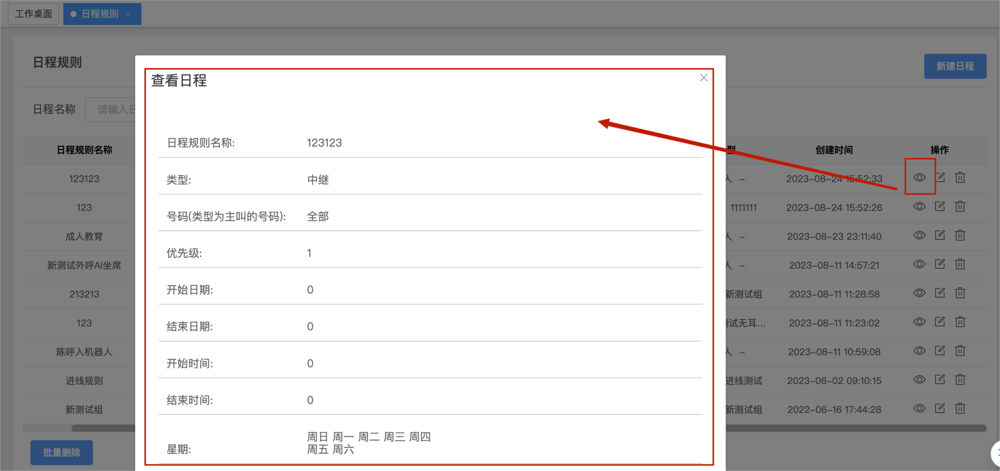 工作桌面
日程规则 ×
日程规则
新建日程
查看日程
日程名称
请输入日
日程规则名称: 123123
类型: 中继
号码(类型为主叫的号码): 全部
优先级: 1
开始日期: 0
结束日期: 0
开始时间: 0
结束时间: 0
星期: 周日 周一 周二 周三 周四
周五 周六
日程规则名称 型 创建时间 操作
123123 人 – 2023-08-24 15:52:33
123 1111111 2023-08-24 15:52:26
成人教育 人 – 2023-08-23 23:11:40
新测试外呼AI坐席 人 – 2023-08-11 14:57:21
213213 新测试组 2023-08-11 11:28:58
123 试无耳... 2023-08-11 11:23:02
陈呼入机器人 人 – 2023-08-11 10:59:08
进线规则 进线测试 2023-06-02 09:10:15
新测试组 新测试组 2022-06-16 17:44:28
批量删除